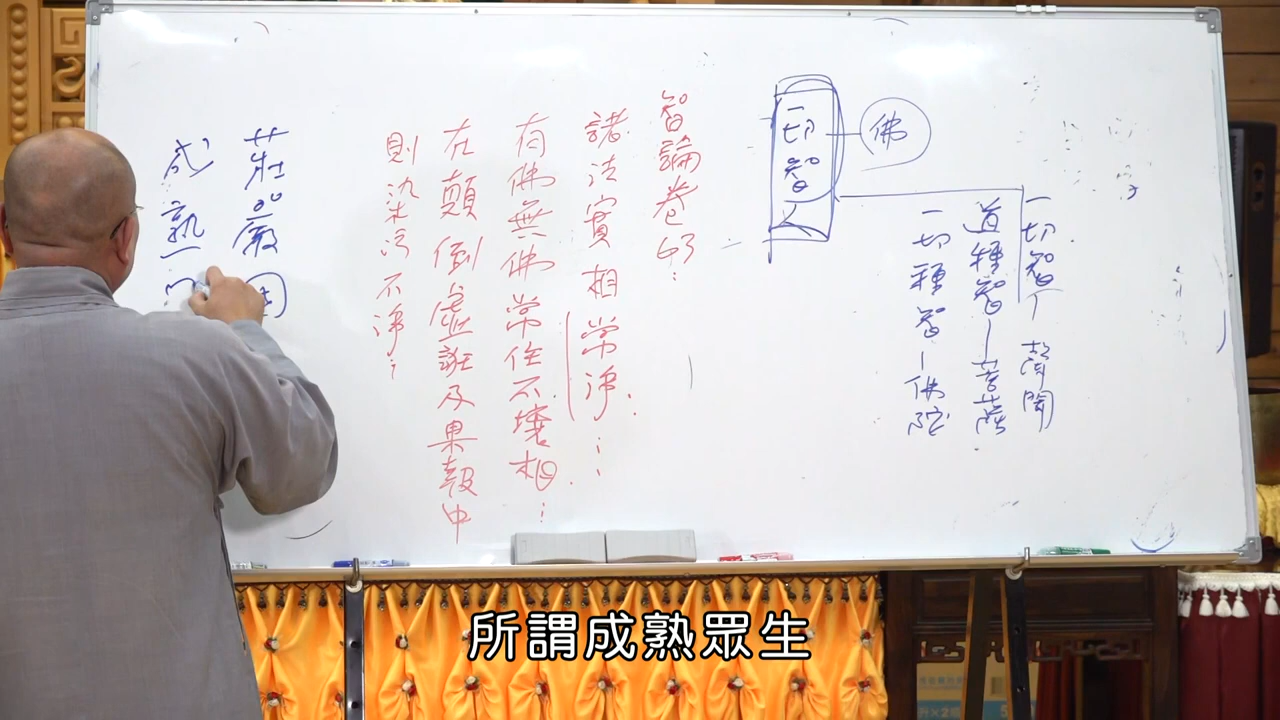 一切智
佛
一切智 — 聲聞
道種智 — 菩薩
一切種智 — 佛陀
智論卷63:
諸法實相常淨……
有佛無佛常住不壞相…
在顛倒虛誑及果報中
則染污不淨…
莊嚴
成熟
所謂成熟眾生